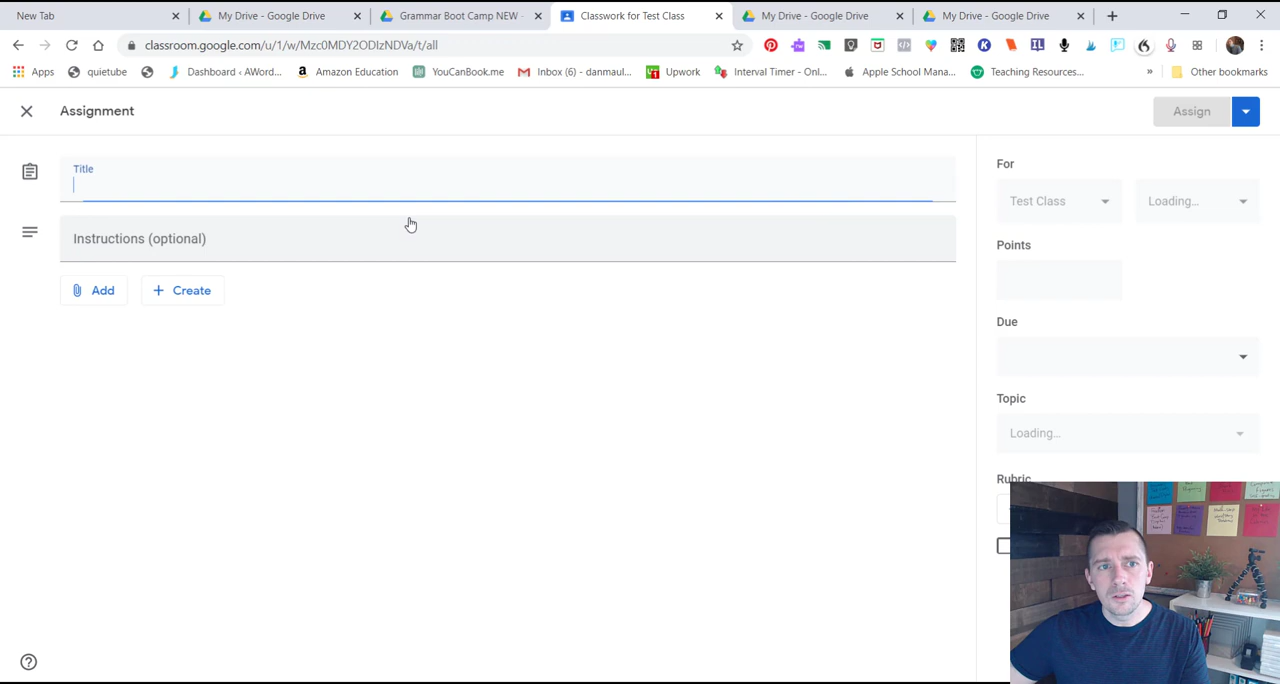 New Tab
My Drive - Google Drive
Grammar Boot Camp NEW -
Classwork for Test Class
My Drive - Google Drive
My Drive - Google Drive
classroom.google.com/u/1/w/Mzc0MDY2ODIzNDVa/t/all
Apps
quietube
Dashboard ‹ AWord...
Amazon Education
YouCanBook.me
Inbox (6) - danmaul...
Upwork
Interval Timer - Onl...
Apple School Mana...
Teaching Resources...
»
Other bookmarks
Assignment
Assign
Title
For
Test Class
Loading...
Instructions (optional)
Points
Add
Create
Due
Topic
Loading...
Rubric